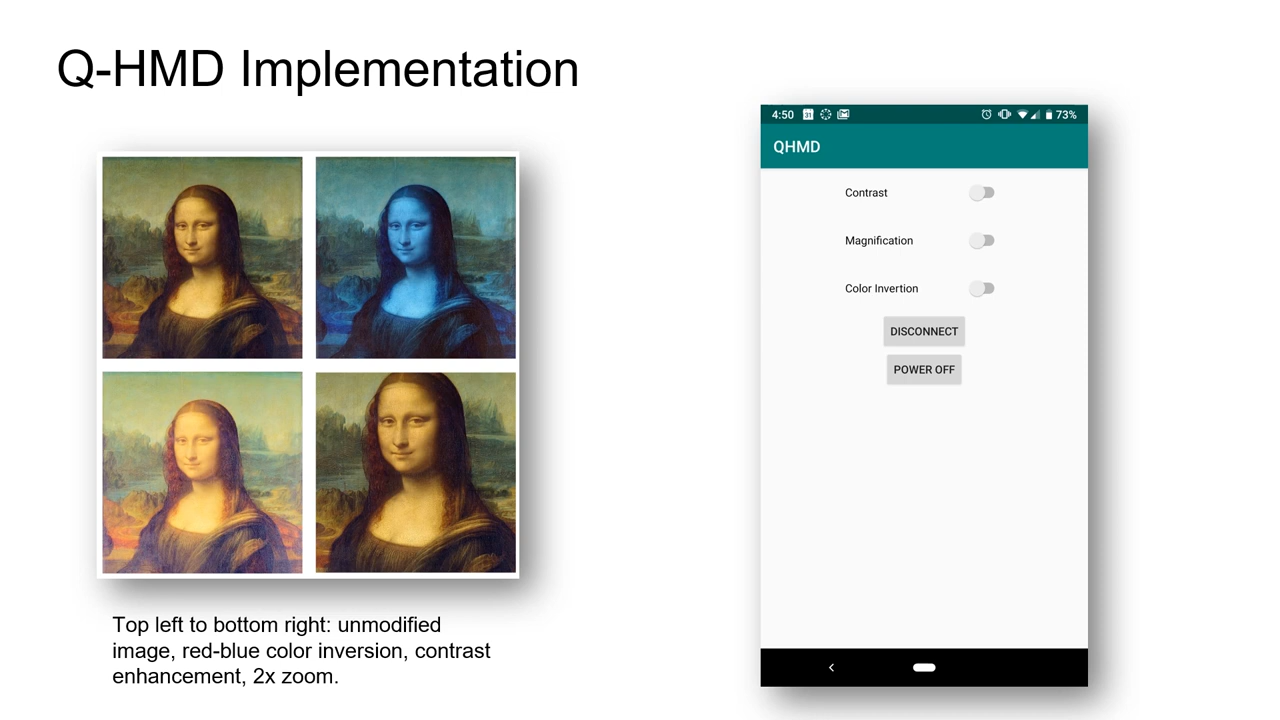 Q-HMD Implementation
4:50 31 73%
QHMD
Contrast
Magnification
Color Invertion
DISCONNECT
POWER OFF
Top left to bottom right: unmodified
image, red-blue color inversion, contrast
enhancement, 2x zoom.